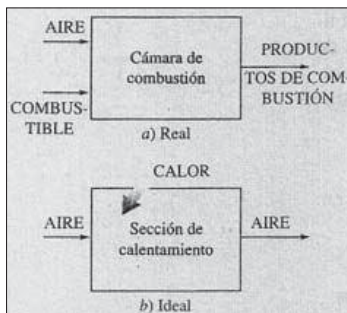 AIRE
Cámara de
combustión
PRODUC-
TOS DE COM-
BUSTIÓN
COMBUS-
TIBLE
a) Real
CALOR
AIRE
Sección de
calentamiento
AIRE
b) Ideal